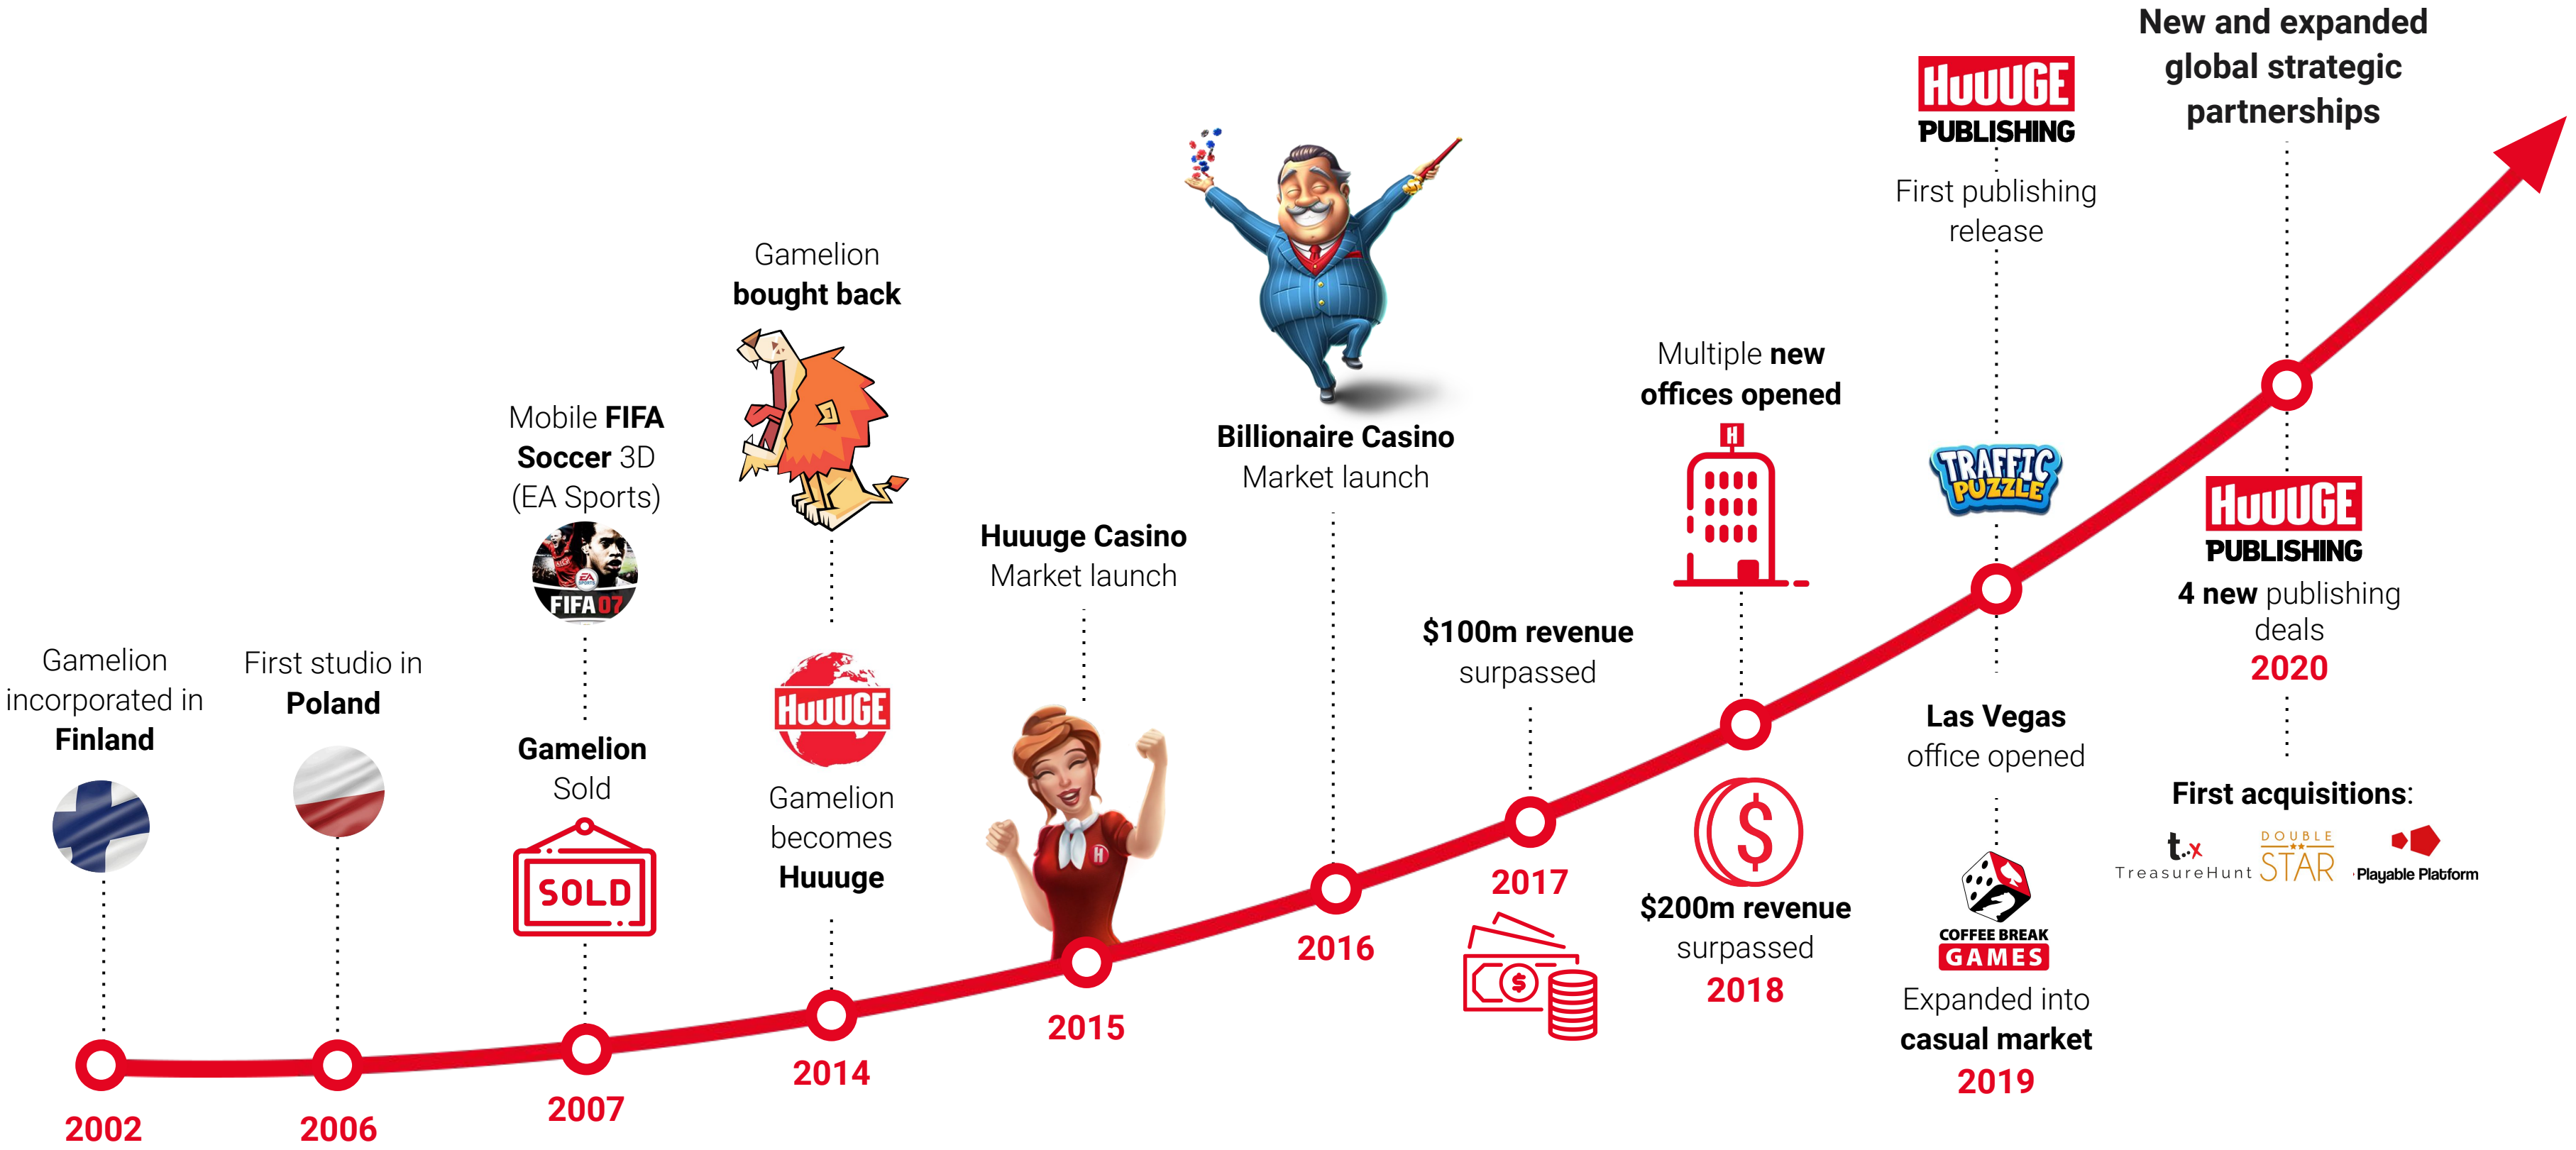 Gamelion
incorporated in
Finland
2002
First studio in
Poland
2006
Mobile FIFA
Soccer 3D
(EA Sports)
EA
SPORTS
FIFA 07
Gamelion
Sold
SOLD
2007
Gamelion
bought back
HUUUGE
Gamelion
becomes
Huuuge
2014
Huuuge Casino
Market launch
H
2015
Billionaire Casino
Market launch
2016
$100m revenue
surpassed
2017
$
Multiple new
offices opened
H
$
$200m revenue
surpassed
2018
HUUUGE
PUBLISHING
First publishing
release
TRAFFIC
PUZZLE
Las Vegas
office opened
COFFEE BREAK
GAMES
Expanded into
casual market
2019
New and expanded
global strategic
partnerships
HUUUGE
PUBLISHING
4 new publishing
deals
2020
First acquisitions:
t..x
TreasureHunt
DOUBLE
STAR
Playable Platform